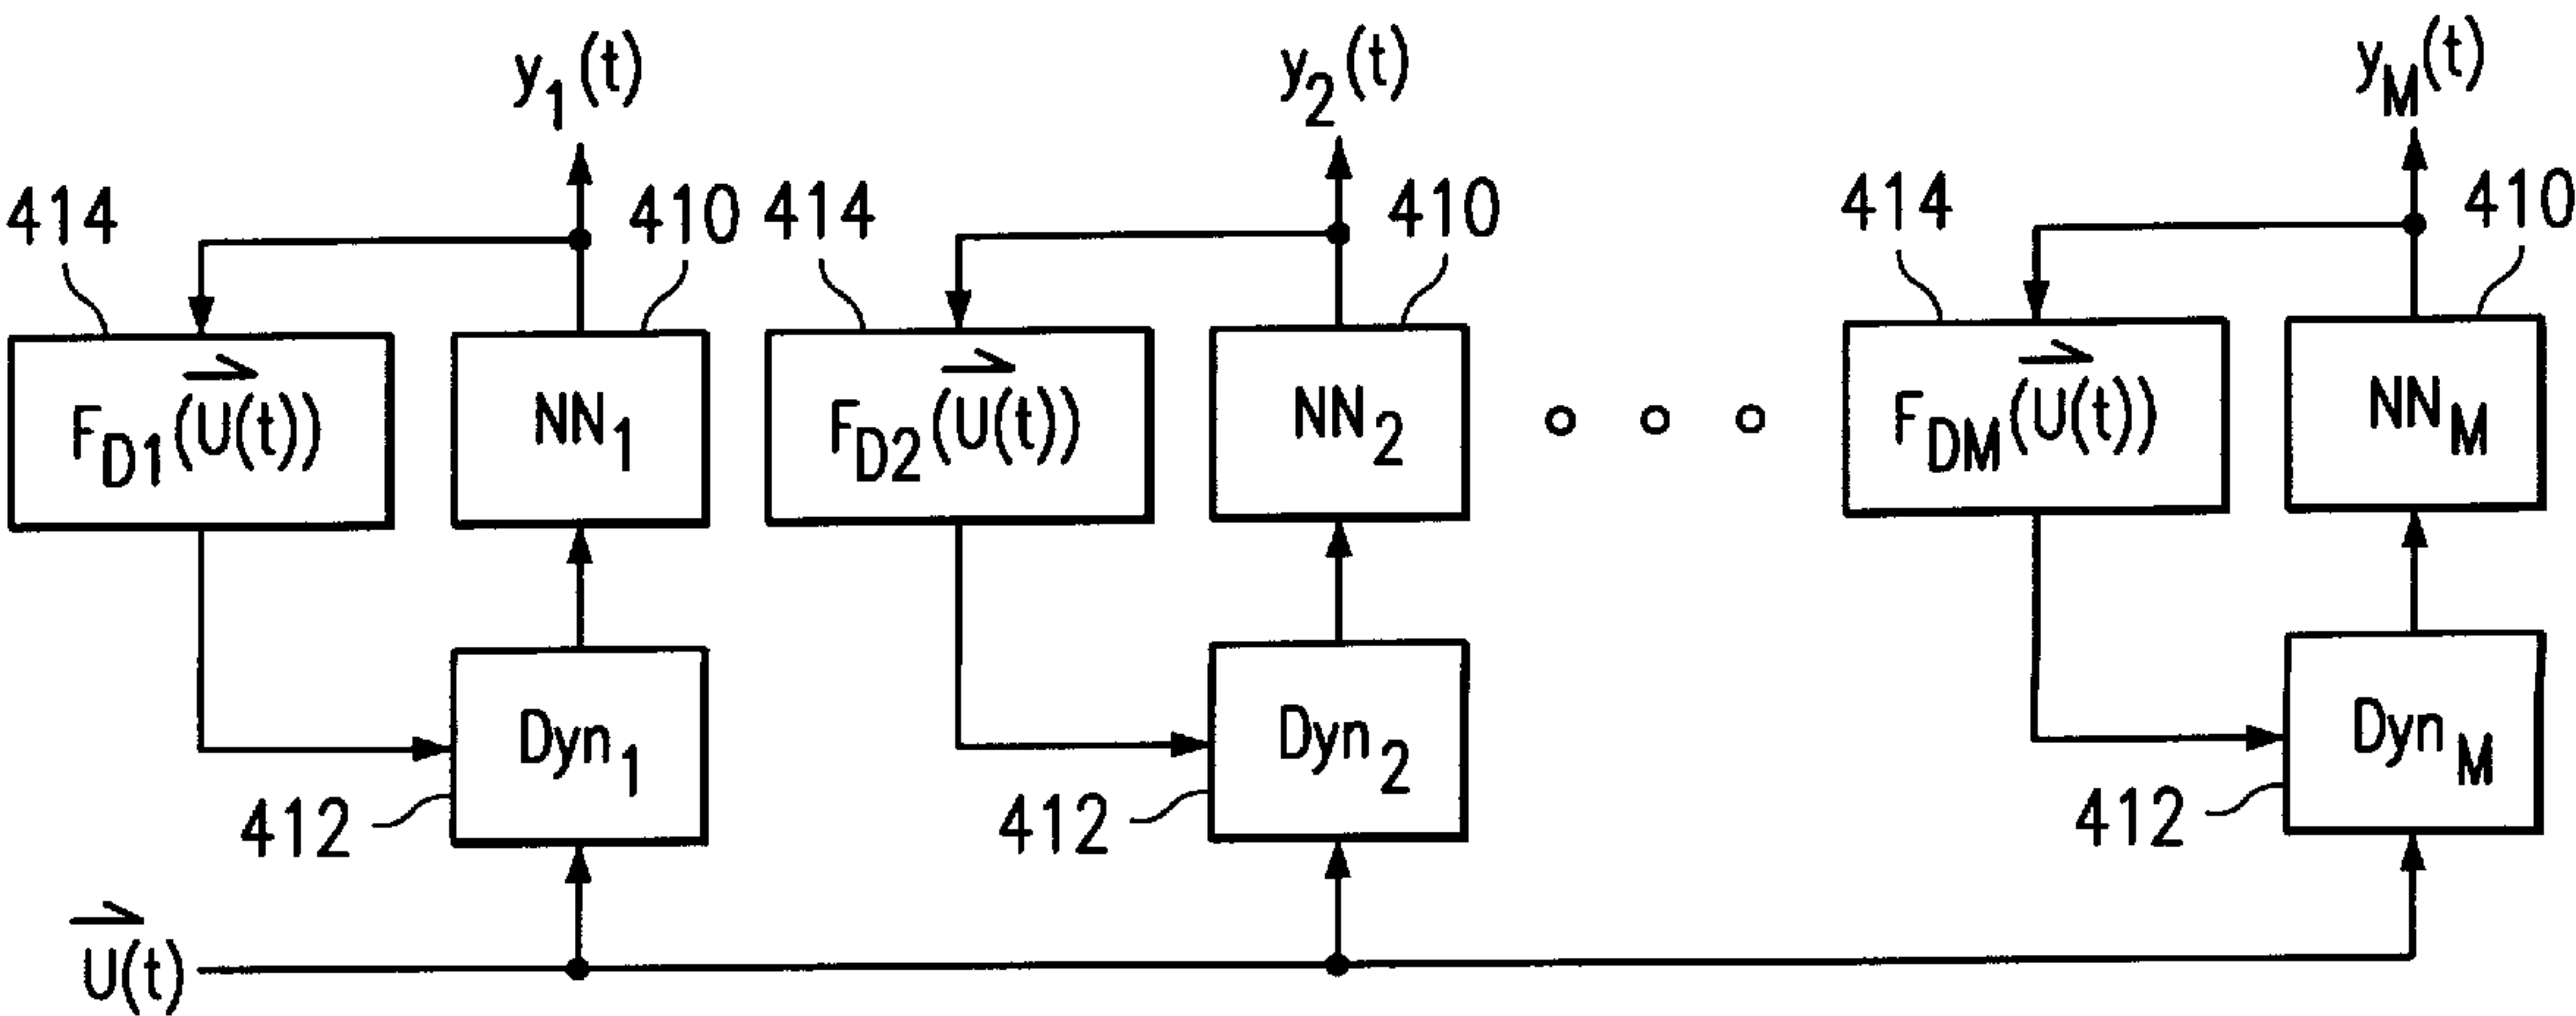 y1(t) y2(t) yM(t)
414 410 414 410 414 410
FD1(U(t)) NN1 FD2(U(t)) NN2 FDM(U(t)) NNM
Dyn1 Dyn2 DynM
412 412 412
U(t)